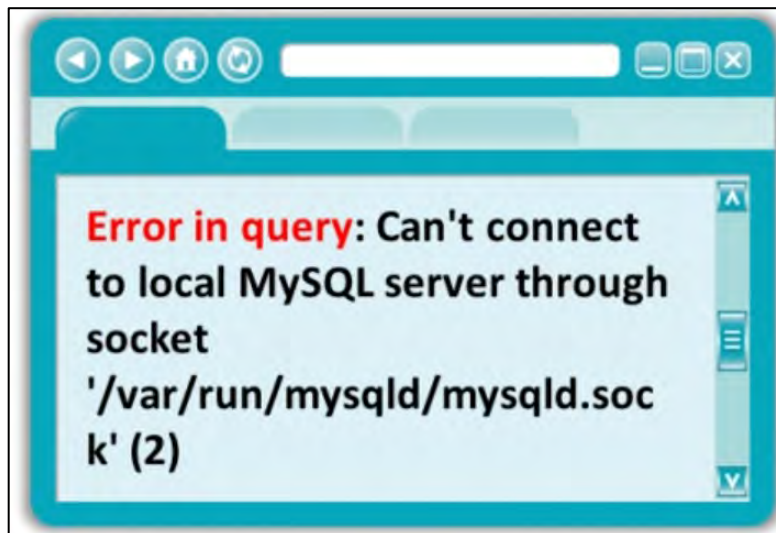 Error in query: Can't connect
to local MySQL server through
socket
'/var/run/mysqld/mysqld.soc
k' (2)